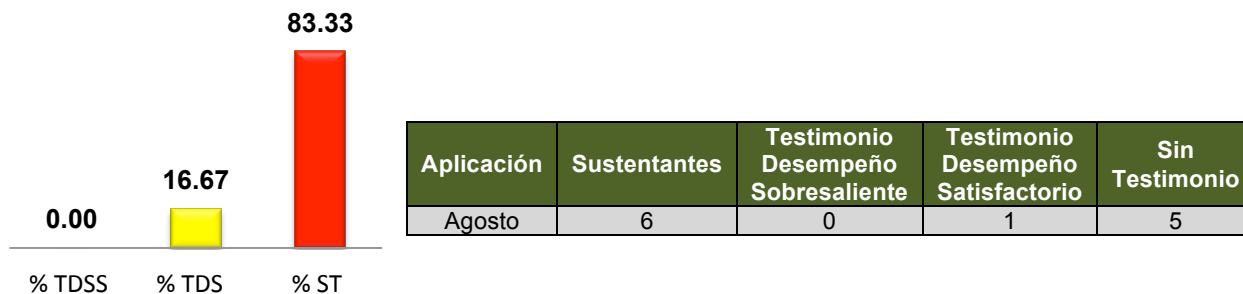 83.33
16.67
0.00
% TDSS % TDS % ST
Aplicación Sustentantes Testimonio Desempeño Sobresaliente Testimonio Desempeño Satisfactorio Sin Testimonio
Agosto 6 0 1 5